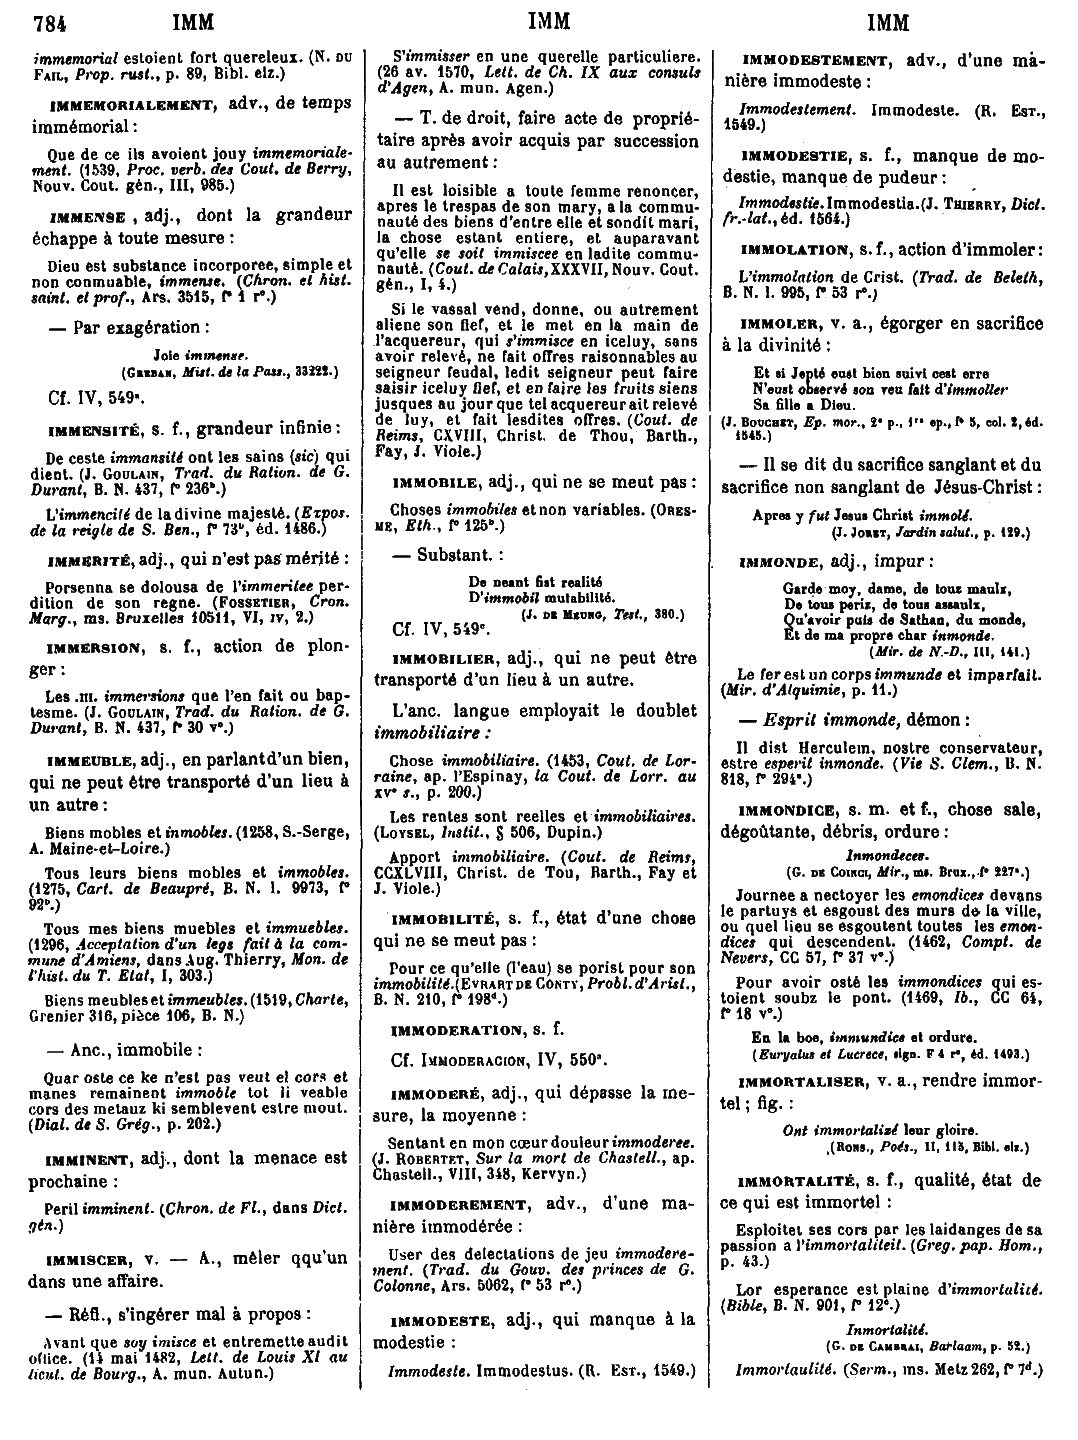 784 IMM IMM IMM
immemorial estoient fort quereleux. (N. DU
FAIL, Prop. rust., p. 89, Bibl. elz.)
IMMEMORIALEMENT, adv., de temps
immémorial :
Que de ce ils avoient jouy immemoriale-
ment. (1539, Proc. verb. des Cout. de Berry,
Nouv. Cout. gén., III, 985.)
IMMENSE , adj., dont la grandeur
échappe à toute mesure :
Dieu est substance incorporee, simple et
non conmuable, immense. (Chron. et hist.
saint. et prof., Ars. 3515, f° 1 r°.)
— Par exagération :
Joie immense.
(GREBAN, Mist. de la Pass., 33222.)
Cf. IV, 549ª.
IMMENSITÉ, s. f., grandeur infinie :
De ceste immansité ont les sains (sic) qui
dient. (J. GOULAIN, Trad. du Ration. de G.
Durant, B. N. 437, f° 236ᵇ.)
L'immencité de la divine majesté. (Expos.
de la reigle de S. Ben., f° 73ᵇ, éd. 1486.)
IMMERITÉ, adj., qui n'est pas mérité :
Porsenna se dolousa de l'immeritee per-
dition de son regne. (FOSSETIER, Cron.
Marg., ms. Bruxelles 10511, VI, IV, 2.)
IMMERSION, s. f., action de plon-
ger :
Les .III. immersions que l'en fait ou bap-
tesme. (J. GOULAIN, Trad. du Ration. de G.
Durant, B. N. 437, f° 30 v°.)
IMMEUBLE, adj., en parlant d'un bien,
qui ne peut être transporté d'un lieu à
un autre :
Biens mobles et inmobles. (1258, S.-Serge,
A. Maine-et-Loire.)
Tous leurs biens mobles et immobles.
(1275, Cart. de Beaupré, B. N. l. 9973, f°
92ᵇ.)
Tous mes biens muebles et immuebles.
(1296, Acceptation d'un legs fait à la com-
mune d'Amiens, dans Aug. Thierry, Mon. de
l'hist. du T. Etat, I, 303.)
Biens meubles et immeubles. (1519, Charte,
Grenier 316, pièce 106, B. N.)
— Anc., immobile :
Quar oste ce ke n'est pas veut el cors et
manes remainent immoble tot li veable
cors des metauz ki semblevent estre mout.
(Dial. de S. Grég., p. 202.)
IMMINENT, adj., dont la menace est
prochaine :
Peril imminent. (Chron. de Fl., dans Dict.
gén.)
IMMISCER, v. — A., mêler qqu'un
dans une affaire.
— Réfl., s'ingérer mal à propos :
Avant que soy imisce et entremette audit
office. (14 mai 1482, Lett. de Louis XI au
lieut. de Bourg., A. mun. Autun.)
S'immisser en une querelle particuliere.
(26 av. 1570, Lett. de Ch. IX aux consuls
d'Agen, A. mun. Agen.)
— T. de droit, faire acte de proprié-
taire après avoir acquis par succession
au autrement :
Il est loisible a toute femme renoncer,
apres le trespas de son mary, a la commu-
nauté des biens d'entre elle et sondit mari,
la chose estant entiere, et auparavant
qu'elle se soit immiscee en ladite commu-
nauté. (Cout. de Calais, XXXVII, Nouv. Cout.
gén., I, 4.)
Si le vassal vend, donne, ou autrement
aliene son fief, et le met en la main de
l'acquereur, qui s'immisce en iceluy, sans
avoir relevé, ne fait offres raisonnables au
seigneur feudal, ledit seigneur peut faire
saisir iceluy fief, et en faire les fruits siens
jusques au jour que tel acquereur ait relevé
de luy, et fait lesdites offres. (Cout. de
Reims, CXVIII, Christ. de Thou, Barth.,
Fay, J. Viole.)
IMMOBILE, adj., qui ne se meut pas :
Choses immobiles et non variables. (ORES-
ME, Eth., f° 125ᵇ.)
— Substant. :
De neant fist realité
D'immobil mutabilité.
(J. DE MEUNG, Test., 380.)
Cf. IV, 549ᶜ.
IMMOBILIER, adj., qui ne peut être
transporté d'un lieu à un autre.
L'anc. langue employait le doublet
immobiliaire :
Chose immobiliaire. (1453, Cout. de Lor-
raine, ap. l'Espinay, la Cout. de Lorr. au
XVᵉ s., p. 200.)
Les rentes sont reelles et immobiliaires.
(LOYSEL, Instit., § 506, Dupin.)
Apport immobiliaire. (Cout. de Reims,
CCXLVIII, Christ. de Tou, Barth., Fay et
J. Viole.)
IMMOBILITÉ, s. f., état d'une chose
qui ne se meut pas :
Pour ce qu'elle (l'eau) se porist pour son
immobilité. (EVRART DE CONTY, Probl. d'Arist.,
B. N. 210, f° 198ᵈ.)
IMMODERATION, s. f.
Cf. IMMODERACION, IV, 550ª.
IMMODERÉ, adj., qui dépasse la me-
sure, la moyenne :
Sentant en mon cœur douleur immoderee.
(J. ROBERTET, Sur la mort de Chastell., ap.
Chastell., VIII, 348, Kervyn.)
IMMODEREMENT, adv., d'une ma-
nière immodérée :
User des delectations de jeu immodere-
ment. (Trad. du Gouv. des princes de G.
Colonne, Ars. 5062, f° 53 r°.)
IMMODESTE, adj., qui manque à la
modestie :
Immodeste. Immodestus. (R. EST., 1549.)
IMMODESTEMENT, adv., d'une ma-
nière immodeste :
Immodestement. Immodeste. (R. EST.,
1549.)
IMMODESTIE, s. f., manque de mo-
destie, manque de pudeur :
Immodestie. Immodestia. (J. THIERRY, Dict.
fr.-lat., éd. 1564.)
IMMOLATION, s. f., action d'immoler :
L'immolation de Crist. (Trad. de Beleth,
B. N. l. 995, f° 53 r°.)
IMMOLER, v. a., égorger en sacrifice
à la divinité :
Et si Jepté eust bien suivi cest erre
N'eust observé son veu fait d'immoller
Sa fille a Dieu.
(J. BOUCHET, Ep. mor., 2ᵉ p., 1ʳᵉ ep., f° 5, col. 2, éd.
1545.)
— Il se dit du sacrifice sanglant et du
sacrifice non sanglant de Jésus-Christ :
Apres y fut Jesus Christ immolé.
(J. JORET, Jardin salut., p. 129.)
IMMONDE, adj., impur :
Garde moy, dame, de touz maulx,
De tous periz, de tous assaulx,
Qu'avoir puis de Sathan, du monde,
Et de ma propre char inmonde.
(Mir. de N.-D., III, 141.)
Le fer est un corps immunde et imparfait.
(Mir. d'Alquimie, p. 11.)
— Esprit immonde, démon :
Il dist Herculem, nostre conservateur,
estre esperit inmonde. (Vie S. Clem., B. N.
818, f° 294ᵃ.)
IMMONDICE, s. m. et f., chose sale,
dégoûtante, débris, ordure :
Inmondeces.
(G. DE COINCI, Mir., ms. Brux., f° 227ᵃ.)
Journee a nectoyer les emondices devans
le partuys et esgoust des murs de la ville,
ou quel lieu se esgoutent toutes les emon-
dices qui descendent. (1462, Compt. de
Nevers, CC 57, f° 37 v°.)
Pour avoir osté les immondices qui es-
toient soubz le pont. (1469, Ib., CC 64,
f° 18 v°.)
En la boe, immundice et ordure.
(Euryalus et Lucrece, sign. F 4 r°, éd. 1493.)
IMMORTALISER, v. a., rendre immor-
tel ; fig. :
Ont immortalizé leur gloire.
(RONS., Poés., II, 113, Bibl. elz.)
IMMORTALITÉ, s. f., qualité, état de
ce qui est immortel :
Esploitet ses cors par les laidanges de sa
passion a l'immortaliteit. (Greg. pap. Hom.,
p. 43.)
Lor esperance est plaine d'immortalité.
(Bible, B. N. 901, f° 12ᶜ.)
Inmortalité.
(G. DE CAMBRAI, Barlaam, p. 52.)
Immortaulité. (Serm., ms. Metz 262, f° 7ᵈ.)